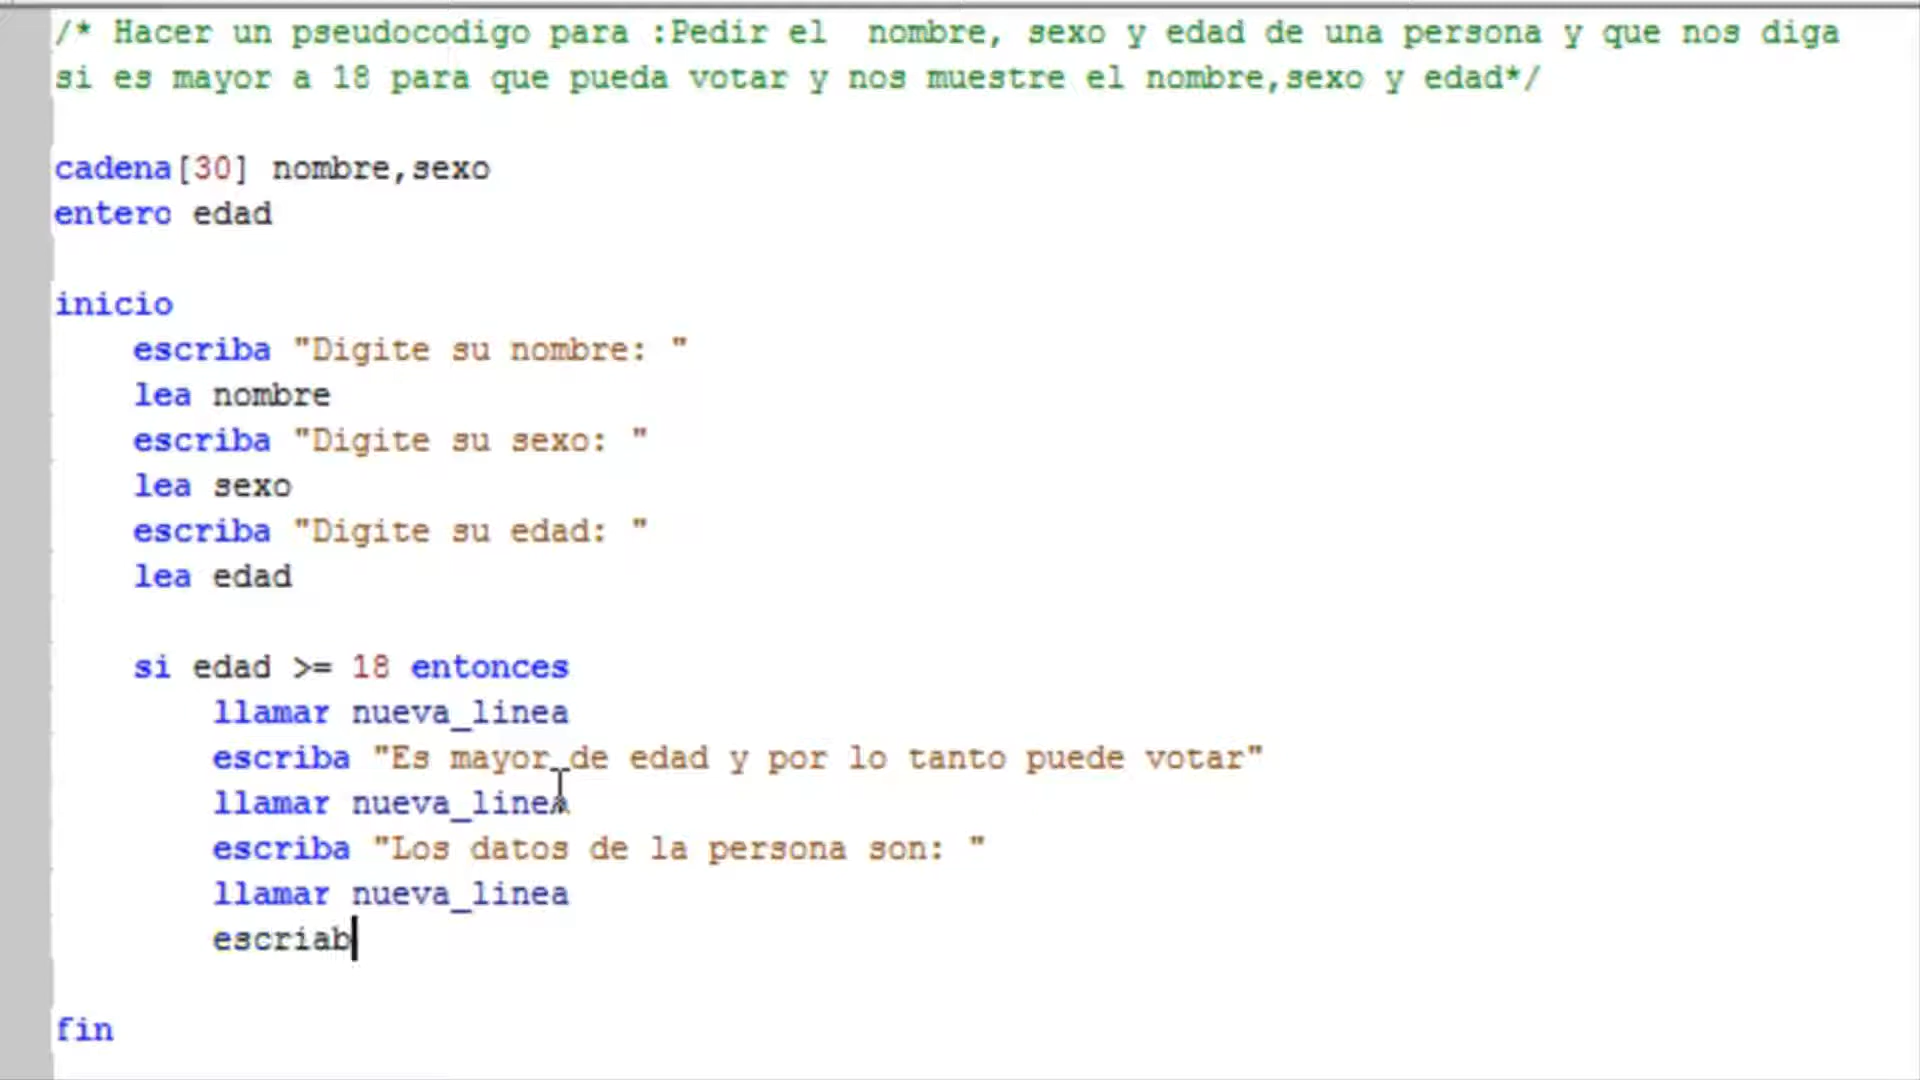 /* Hacer un pseudocodigo para :Pedir el  nombre, sexo y edad de una persona y que nos diga
si es mayor a 18 para que pueda votar y nos muestre el nombre,sexo y edad*/
cadena[30] nombre,sexo
entero edad
inicio
escriba "Digite su nombre: "
lea nombre
escriba "Digite su sexo: "
lea sexo
escriba "Digite su edad: "
lea edad
si edad >= 18 entonces
llamar nueva_linea
escriba "Es mayor de edad y por lo tanto puede votar"
llamar nueva_linea
escriba "Los datos de la persona son: "
llamar nueva_linea
escriab
fin